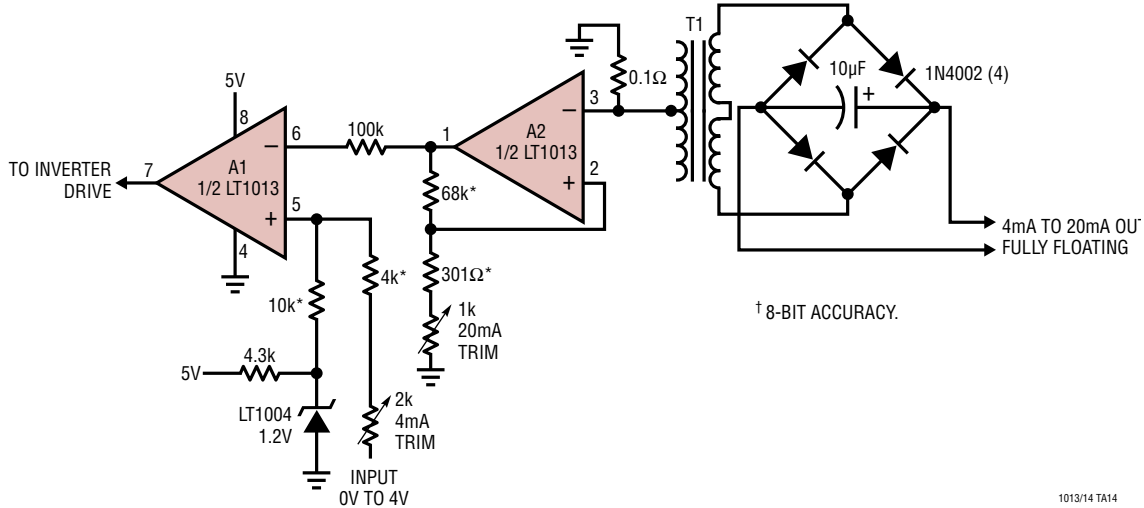 T1
5V
8
6
−
100k
1
A2
1/2 LT1013
3
−
0.1Ω
10µF
+
1N4002 (4)
TO INVERTER
DRIVE
7
A1
1/2 LT1013
5
+
4
2
+
68k*
10k*
4k*
301Ω*
1k
20mA
TRIM
4mA TO 20mA OUT
FULLY FLOATING
† 8-BIT ACCURACY.
5V
4.3k
LT1004
1.2V
2k
4mA
TRIM
INPUT
0V TO 4V
1013/14 TA14